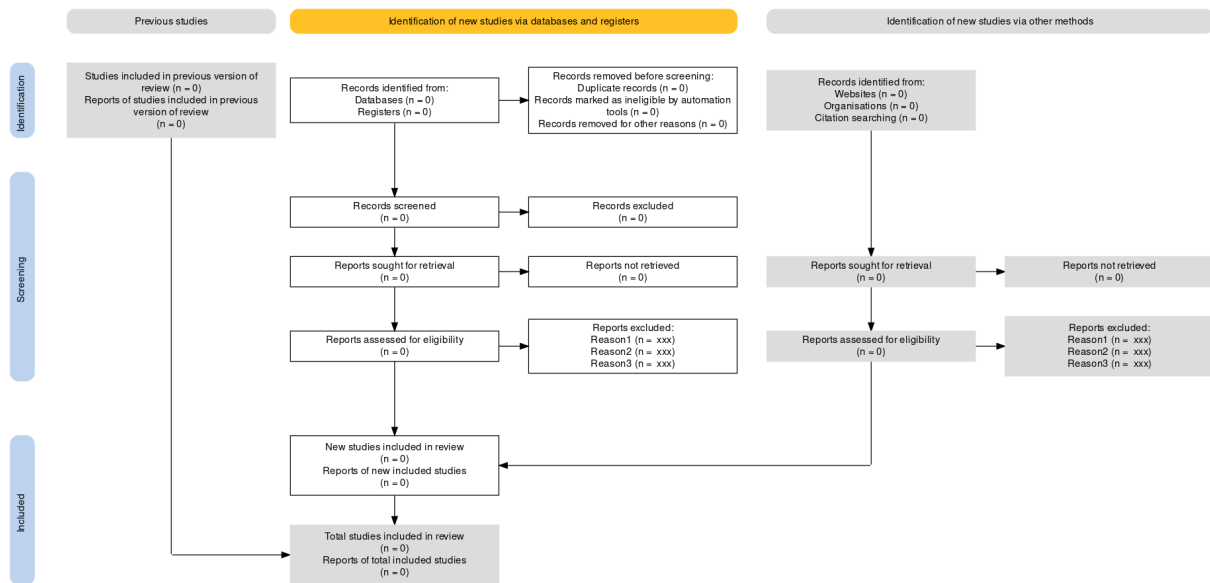 Previous studies
Identification of new studies via databases and registers
Identification of new studies via other methods
Identification
Studies included in previous version of
review (n = 0)
Reports of studies included in previous
version of review
(n = 0)
Records identified from:
Databases (n = 0)
Registers (n = 0)
Records removed before screening:
Duplicate records (n = 0)
Records marked as ineligible by automation
tools (n = 0)
Records removed for other reasons (n = 0)
Records identified from:
Websites (n = 0)
Organisations (n = 0)
Citation searching (n = 0)
Screening
Records screened
(n = 0)
Records excluded
(n = 0)
Reports sought for retrieval
(n = 0)
Reports not retrieved
(n = 0)
Reports sought for retrieval
(n = 0)
Reports not retrieved
(n = 0)
Reports assessed for eligibility
(n = 0)
Reports excluded:
Reason1 (n = xxx)
Reason2 (n = xxx)
Reason3 (n = xxx)
Reports assessed for eligibility
(n = 0)
Reports excluded:
Reason1 (n = xxx)
Reason2 (n = xxx)
Reason3 (n = xxx)
Included
New studies included in review
(n = 0)
Reports of new included studies
(n = 0)
Total studies included in review
(n = 0)
Reports of total included studies
(n = 0)